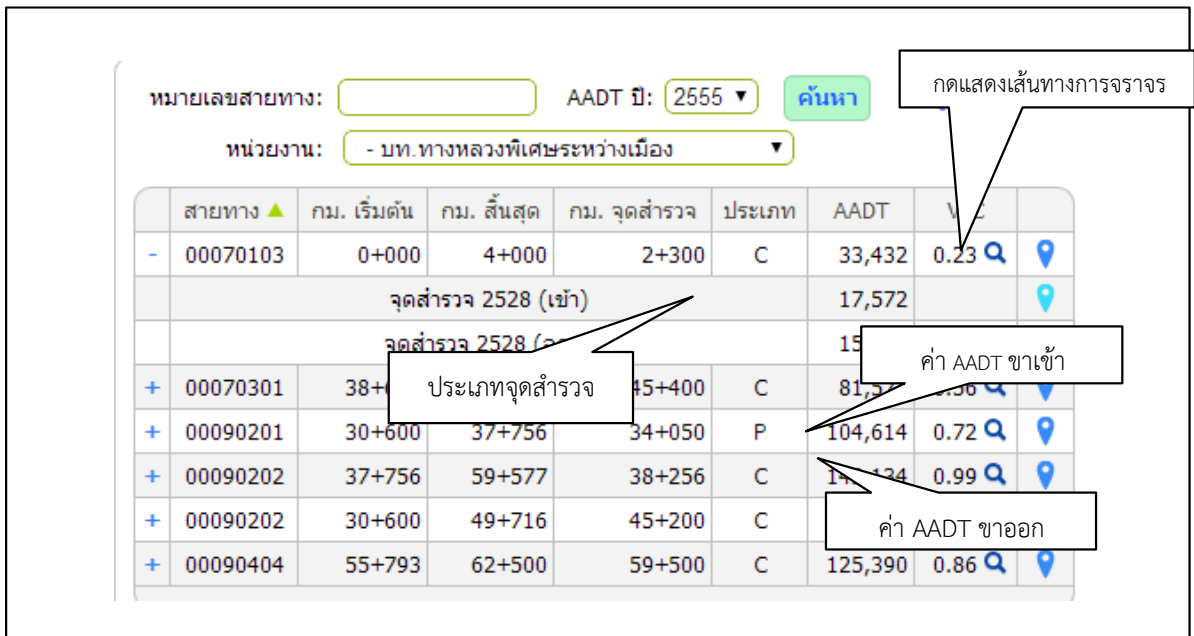 กดแสดงเส้นทางการจราจร
หมายเลขสายทาง: AADT ปี: 2555 ค้นหา
หน่วยงาน: - บท.ทางหลวงพิเศษระหว่างเมือง
สายทาง กม. เริ่มต้น กม. สิ้นสุด กม. จุดสำรวจ ประเภท AADT
- 00070103 0+000 4+000 2+300 C 33,432 0.23
จุดสำรวจ 2528 (เข้า) 17,572
จุดสำรวจ 2528
ค่า AADT ขาเข้า
+ 00070301 45+400 C
ประเภทจุดสำรวจ
+ 00090201 30+600 37+756 34+050 P 104,614 0.72
+ 00090202 37+756 59+577 38+256 C 0.99
+ 00090202 30+600 49+716 45+200 C
ค่า AADT ขาออก
+ 00090404 55+793 62+500 59+500 C 125,390 0.86